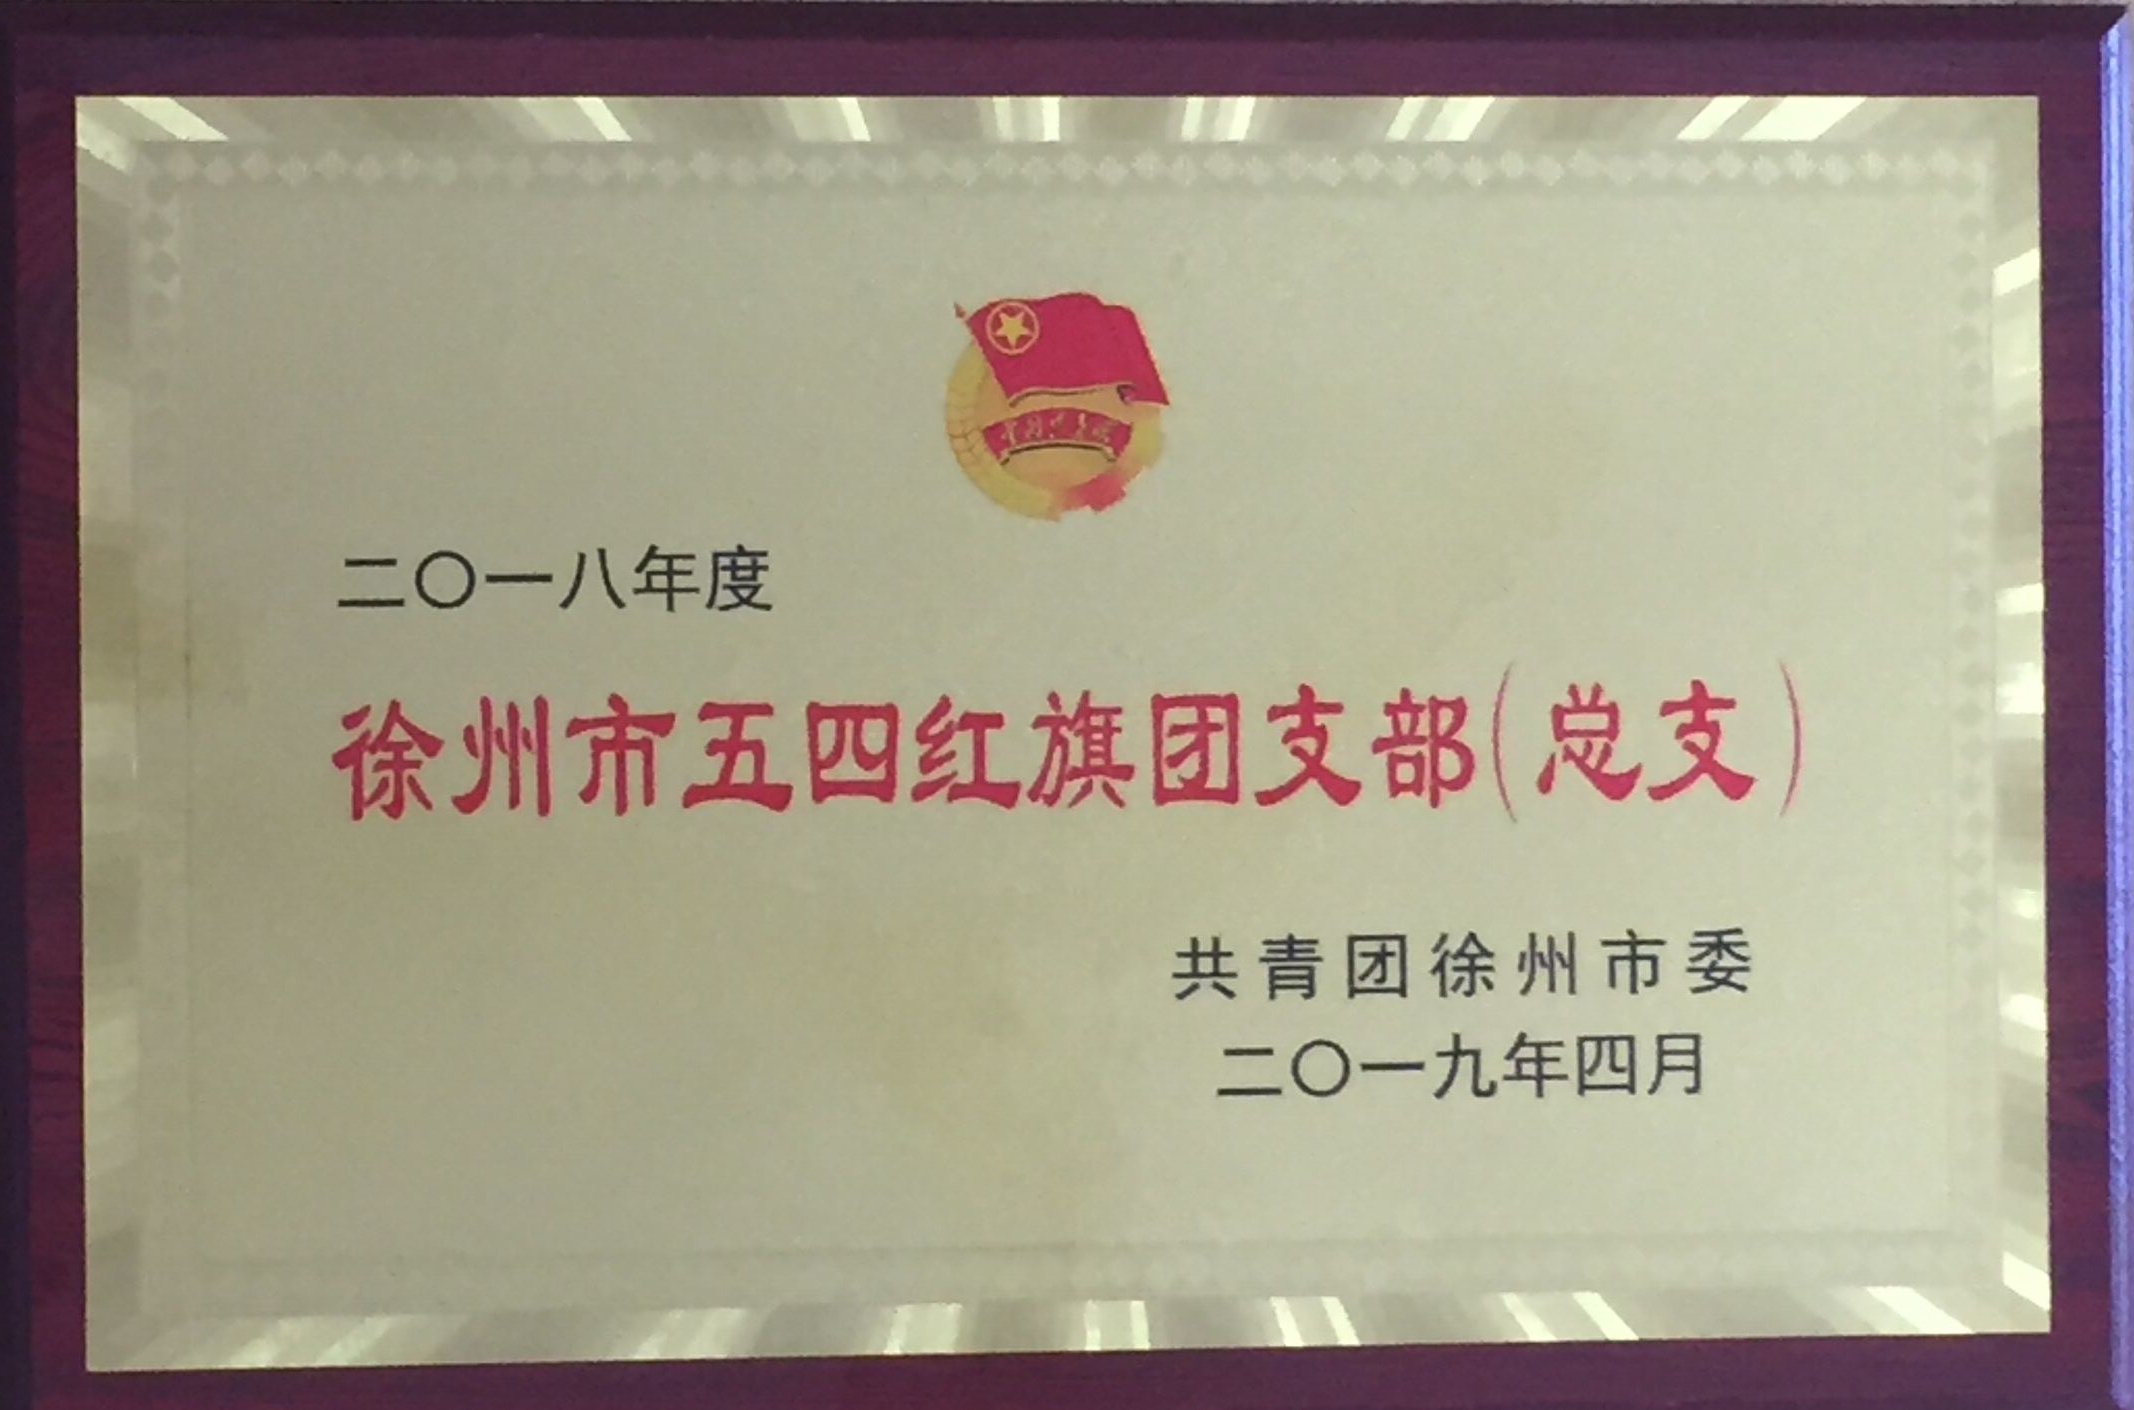 二〇一八年度
徐州市五四红旗团支部(总支)
共青团徐州市委
二〇一九年四月